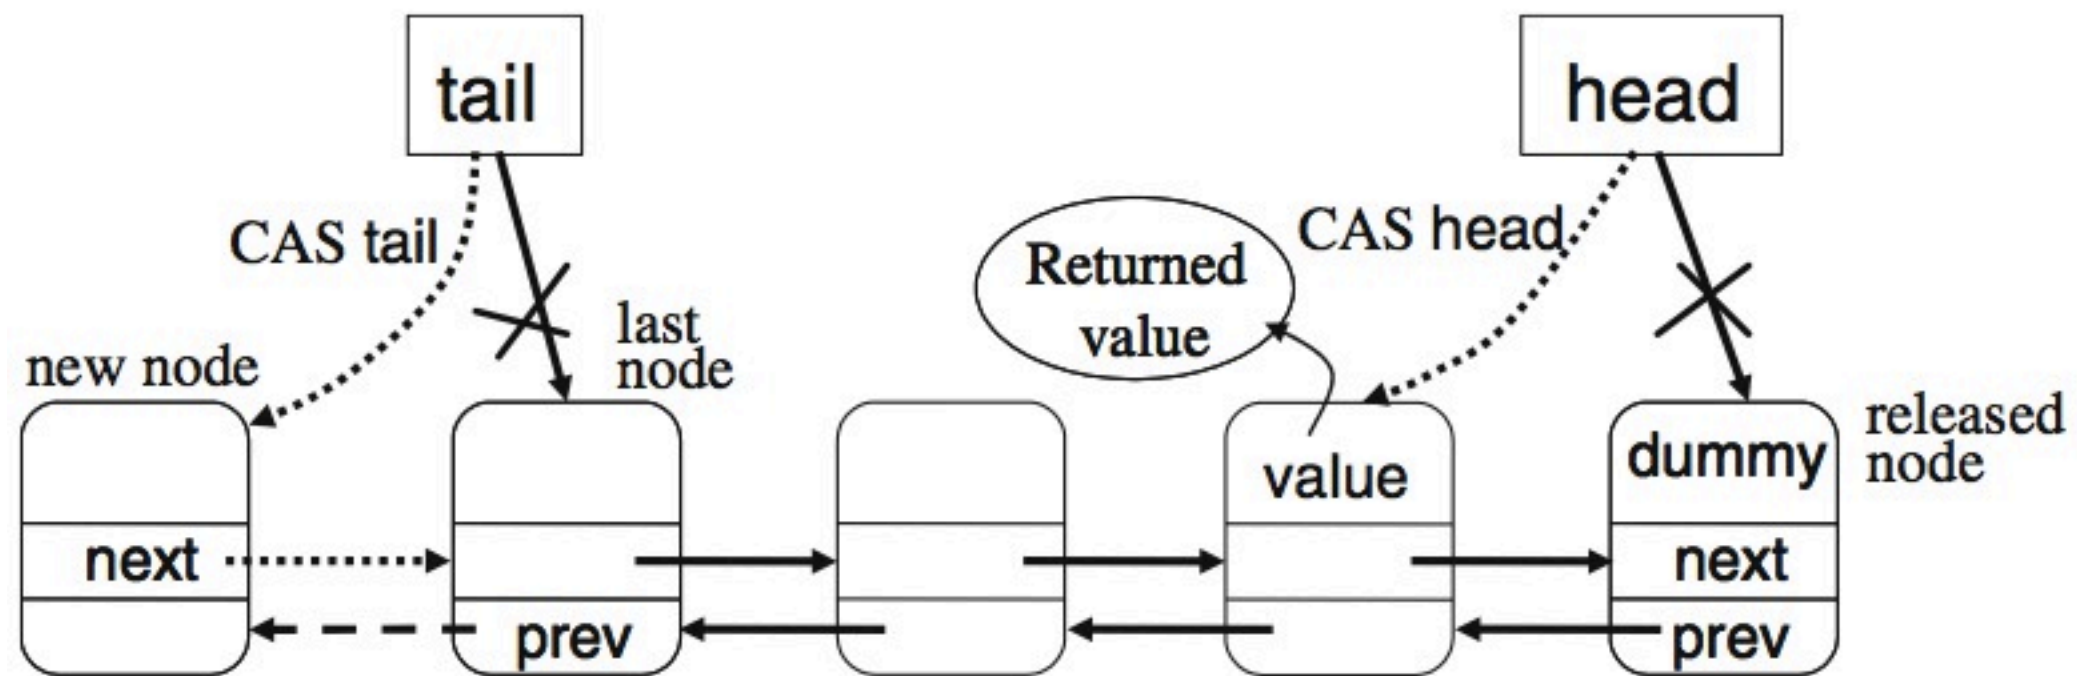 tail
head
CAS tail
CAS head
Returned
value
last
node
new node
released
node
value
dummy
next
next
prev
prev